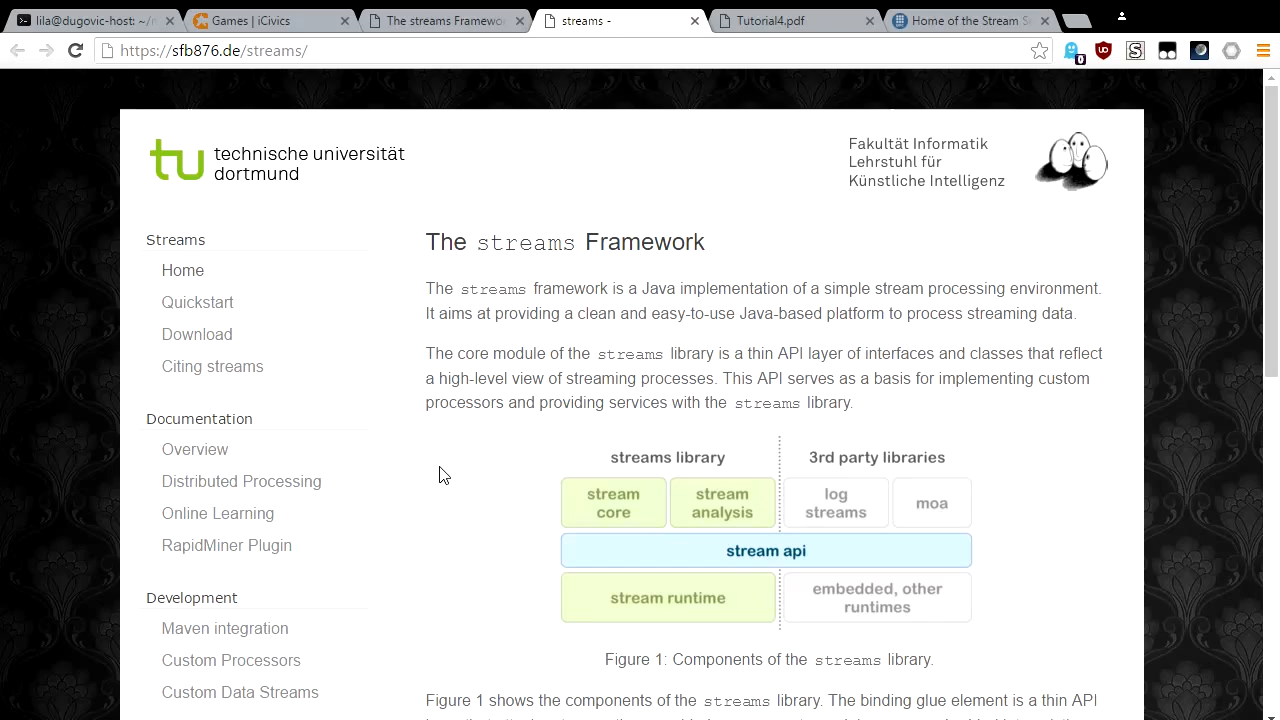 lila@dugovic-host: ~/m
Games | iCivics
The streams Framewo
streams -
Tutorial4.pdf
Home of the Stream S
https://sfb876.de/streams/
0
tu technische universität
dortmund
Fakultät Informatik
Lehrstuhl für
Künstliche Intelligenz
Streams
Home
Quickstart
Download
Citing streams
Documentation
Overview
Distributed Processing
Online Learning
RapidMiner Plugin
Development
Maven integration
Custom Processors
Custom Data Streams
The streams Framework
The streams framework is a Java implementation of a simple stream processing environment.
It aims at providing a clean and easy-to-use Java-based platform to process streaming data.
The core module of the streams library is a thin API layer of interfaces and classes that reflect
a high-level view of streaming processes. This API serves as a basis for implementing custom
processors and providing services with the streams library.
streams library
3rd party libraries
stream
core
stream
analysis
log
streams
moa
stream api
stream runtime
embedded, other
runtimes
Figure 1: Components of the streams library.
Figure 1 shows the components of the streams library. The binding glue element is a thin API